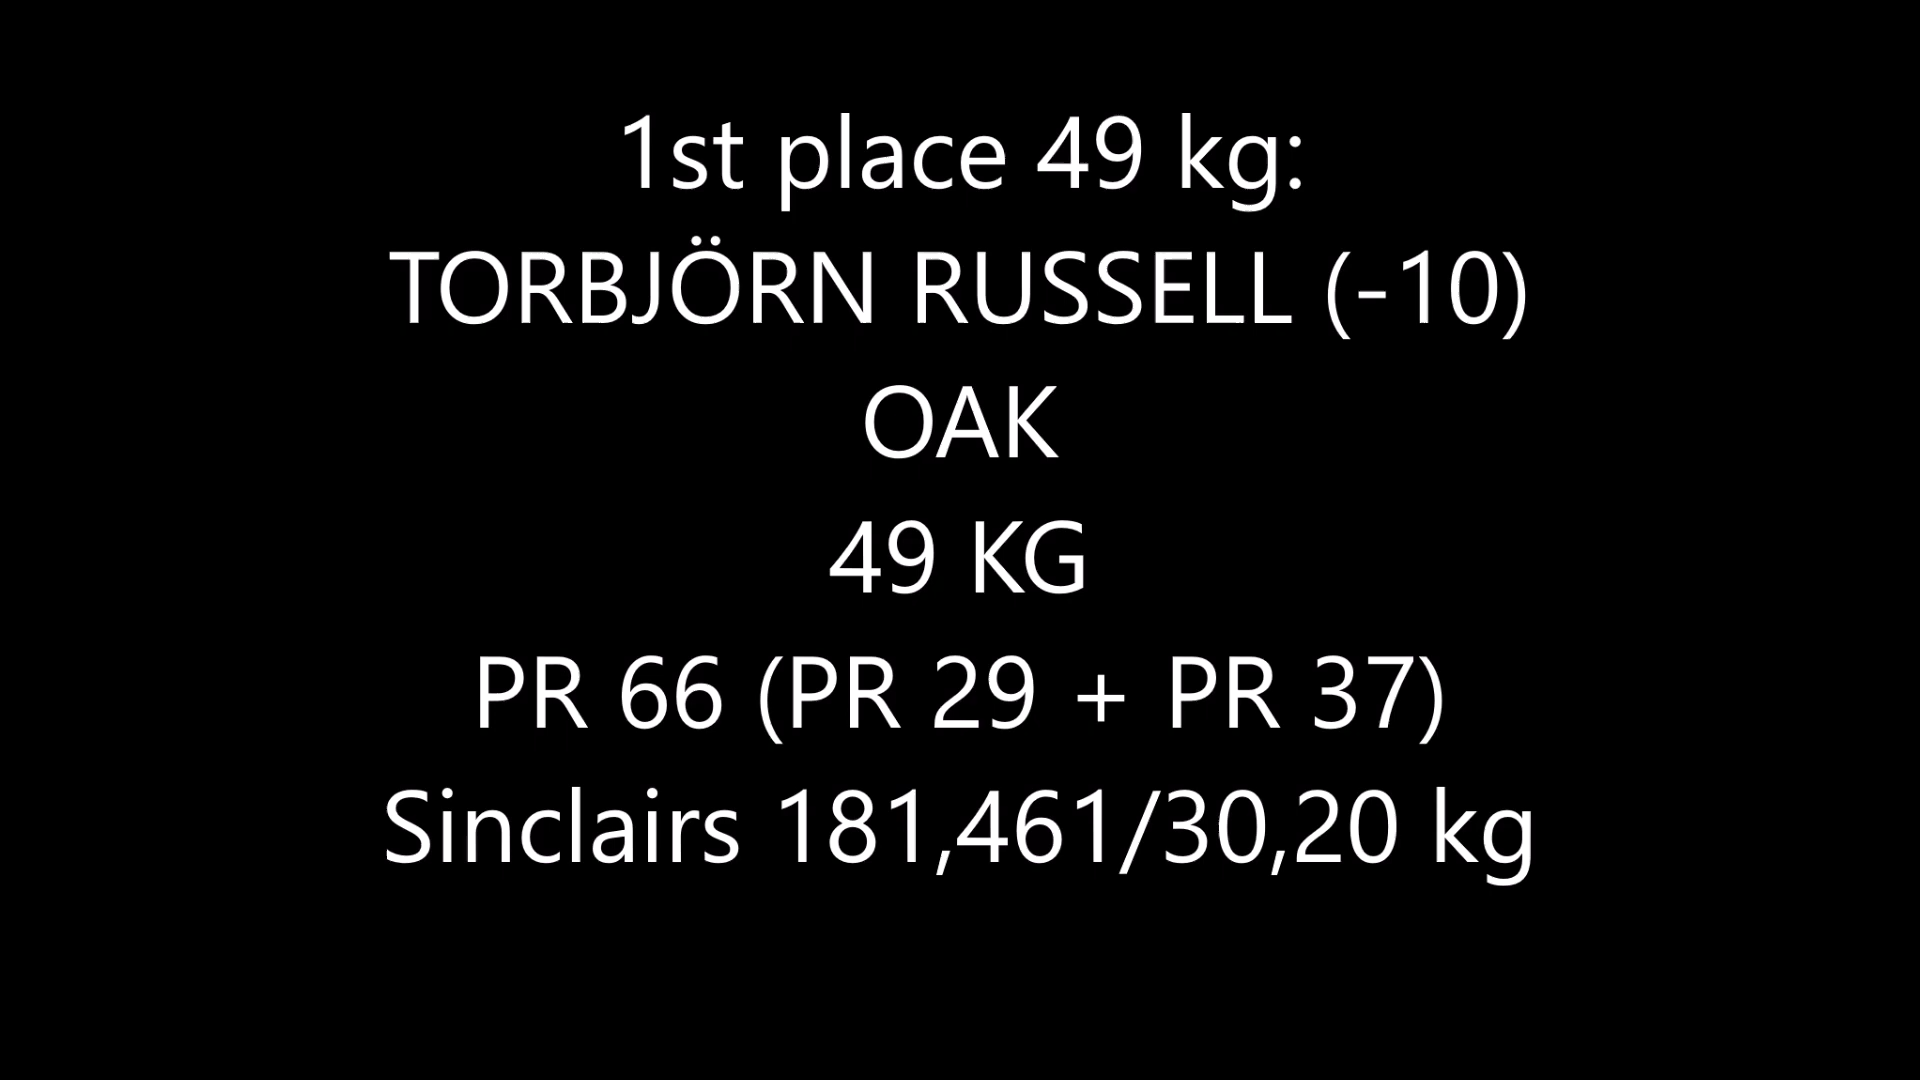 1st place 49 kg:
TORBJÖRN RUSSELL (-10)
OAK
49 KG
PR 66 (PR 29 + PR 37)
Sinclairs 181,461/30,20 kg